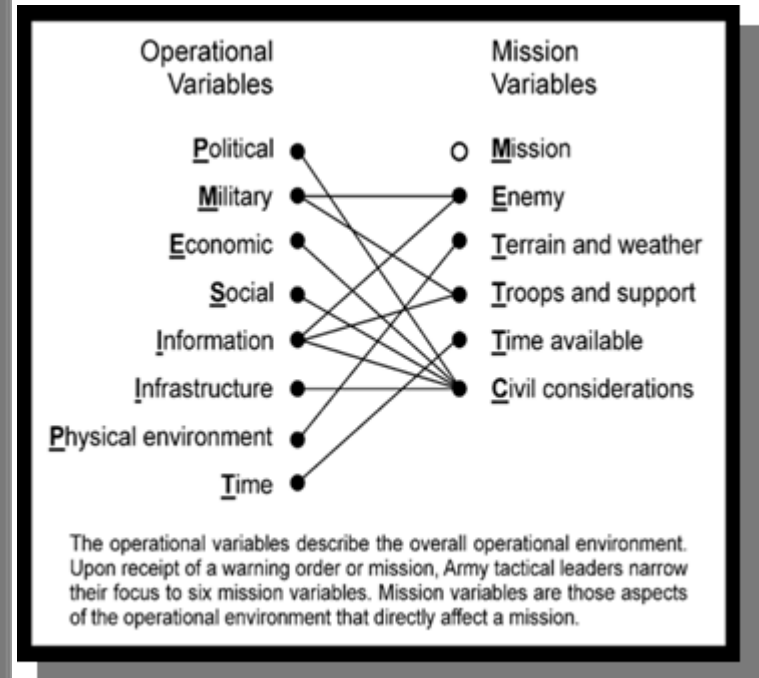 Operational
Variables
Mission
Variables
Political
Mission
Military
Enemy
Economic
Terrain and weather
Social
Troops and support
Information
Time available
Infrastructure
Civil considerations
Physical environment
Time
The operational variables describe the overall operational environment.
Upon receipt of a warning order or mission, Army tactical leaders narrow
their focus to six mission variables. Mission variables are those aspects
of the operational environment that directly affect a mission.